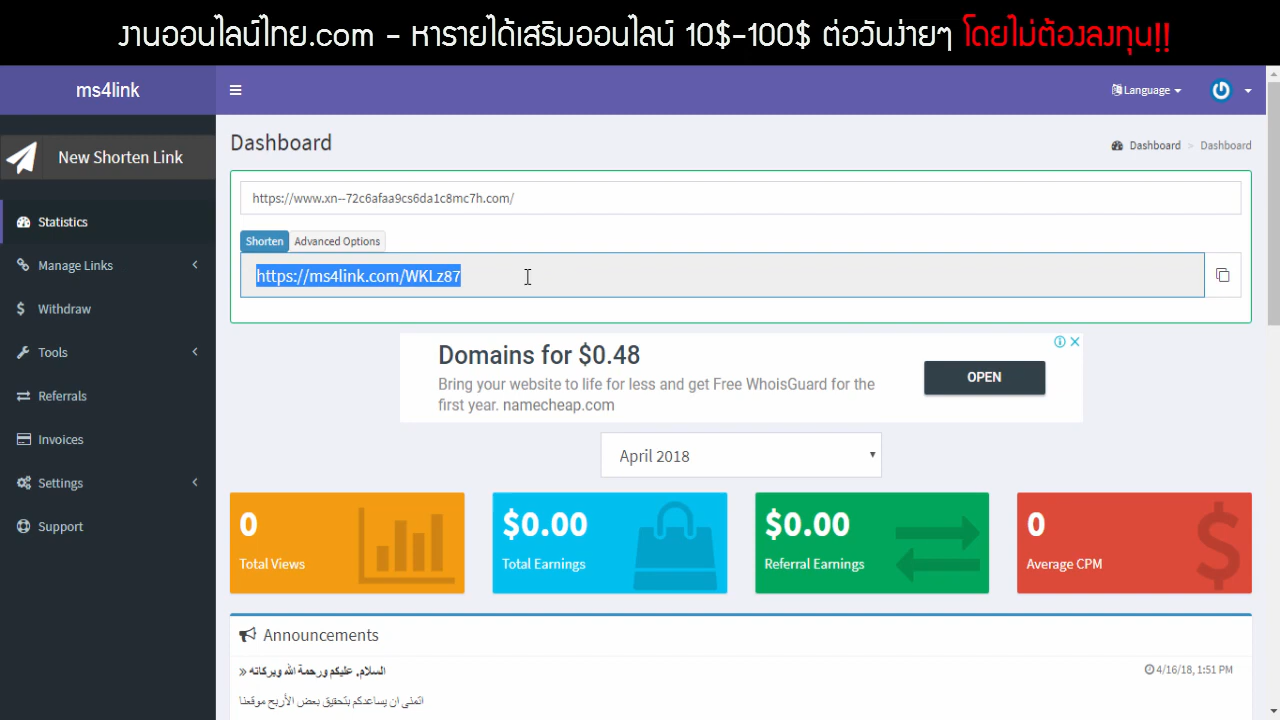 งานออนไลน์ไทย.com - หารายได้เสริมออนไลน์ 10$-100$ ต่อวันง่ายๆ โดยไม่ต้องลงทุน!!
ms4link
Language
New Shorten Link
Dashboard
Dashboard > Dashboard
https://www.xn--72c6afaa9cs6da1c8mc7h.com/
Statistics
Shorten Advanced Options
Manage Links
https://ms4link.com/WKLz87
Withdraw
Tools
Referrals
Invoices
Settings
Support
Domains for $0.48
Bring your website to life for less and get Free WhoisGuard for the
first year. namecheap.com
OPEN
April 2018
0
Total Views
$0.00
Total Earnings
$0.00
Referral Earnings
0
Average CPM
Announcements
» السلام, عليكم ورحمة الله وبركاته
4/16/18, 1:51 PM
اتمنى ان يساعدكم بتحقيق بعض الأربح موقعنا